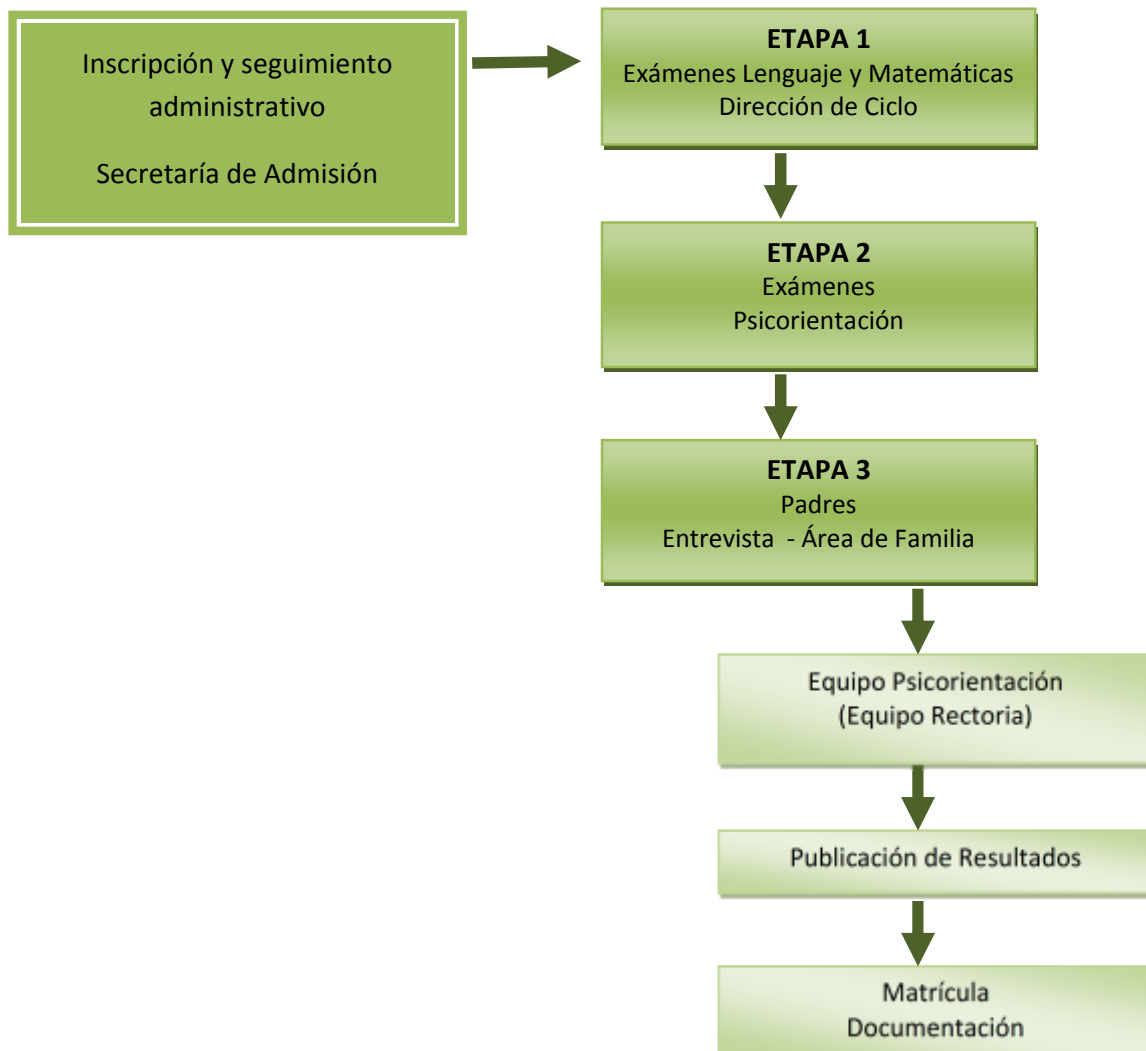 Inscripción y seguimiento
administrativo
Secretaría de Admisión
ETAPA 1
Exámenes Lenguaje y Matemáticas
Dirección de Ciclo
ETAPA 2
Exámenes
Psicorientación
ETAPA 3
Padres
Entrevista - Área de Familia
Equipo Psicorientación
(Equipo Rectoria)
Publicación de Resultados
Matrícula
Documentación